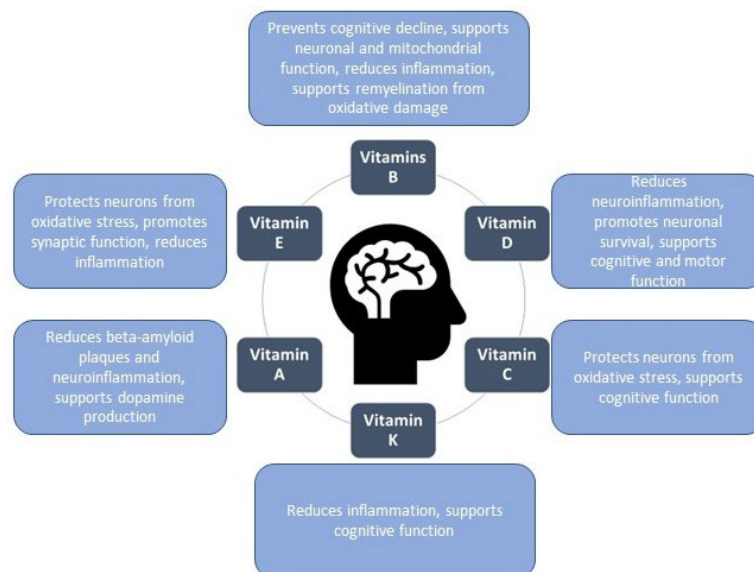 Prevents cognitive decline, supports
neuronal and mitochondrial
function, reduces inflammation,
supports remyelination from
oxidative damage
Vitamins
B
Protects neurons from
oxidative stress, promotes
synaptic function, reduces
inflammation
Vitamin
E
Vitamin
D
Reduces
neuroinflammation,
promotes neuronal
survival, supports
cognitive and motor
function
Reduces beta-amyloid
plaques and
neuroinflammation,
supports dopamine
production
Vitamin
A
Vitamin
C
Protects neurons from
oxidative stress, supports
cognitive function
Vitamin
K
Reduces inflammation, supports
cognitive function